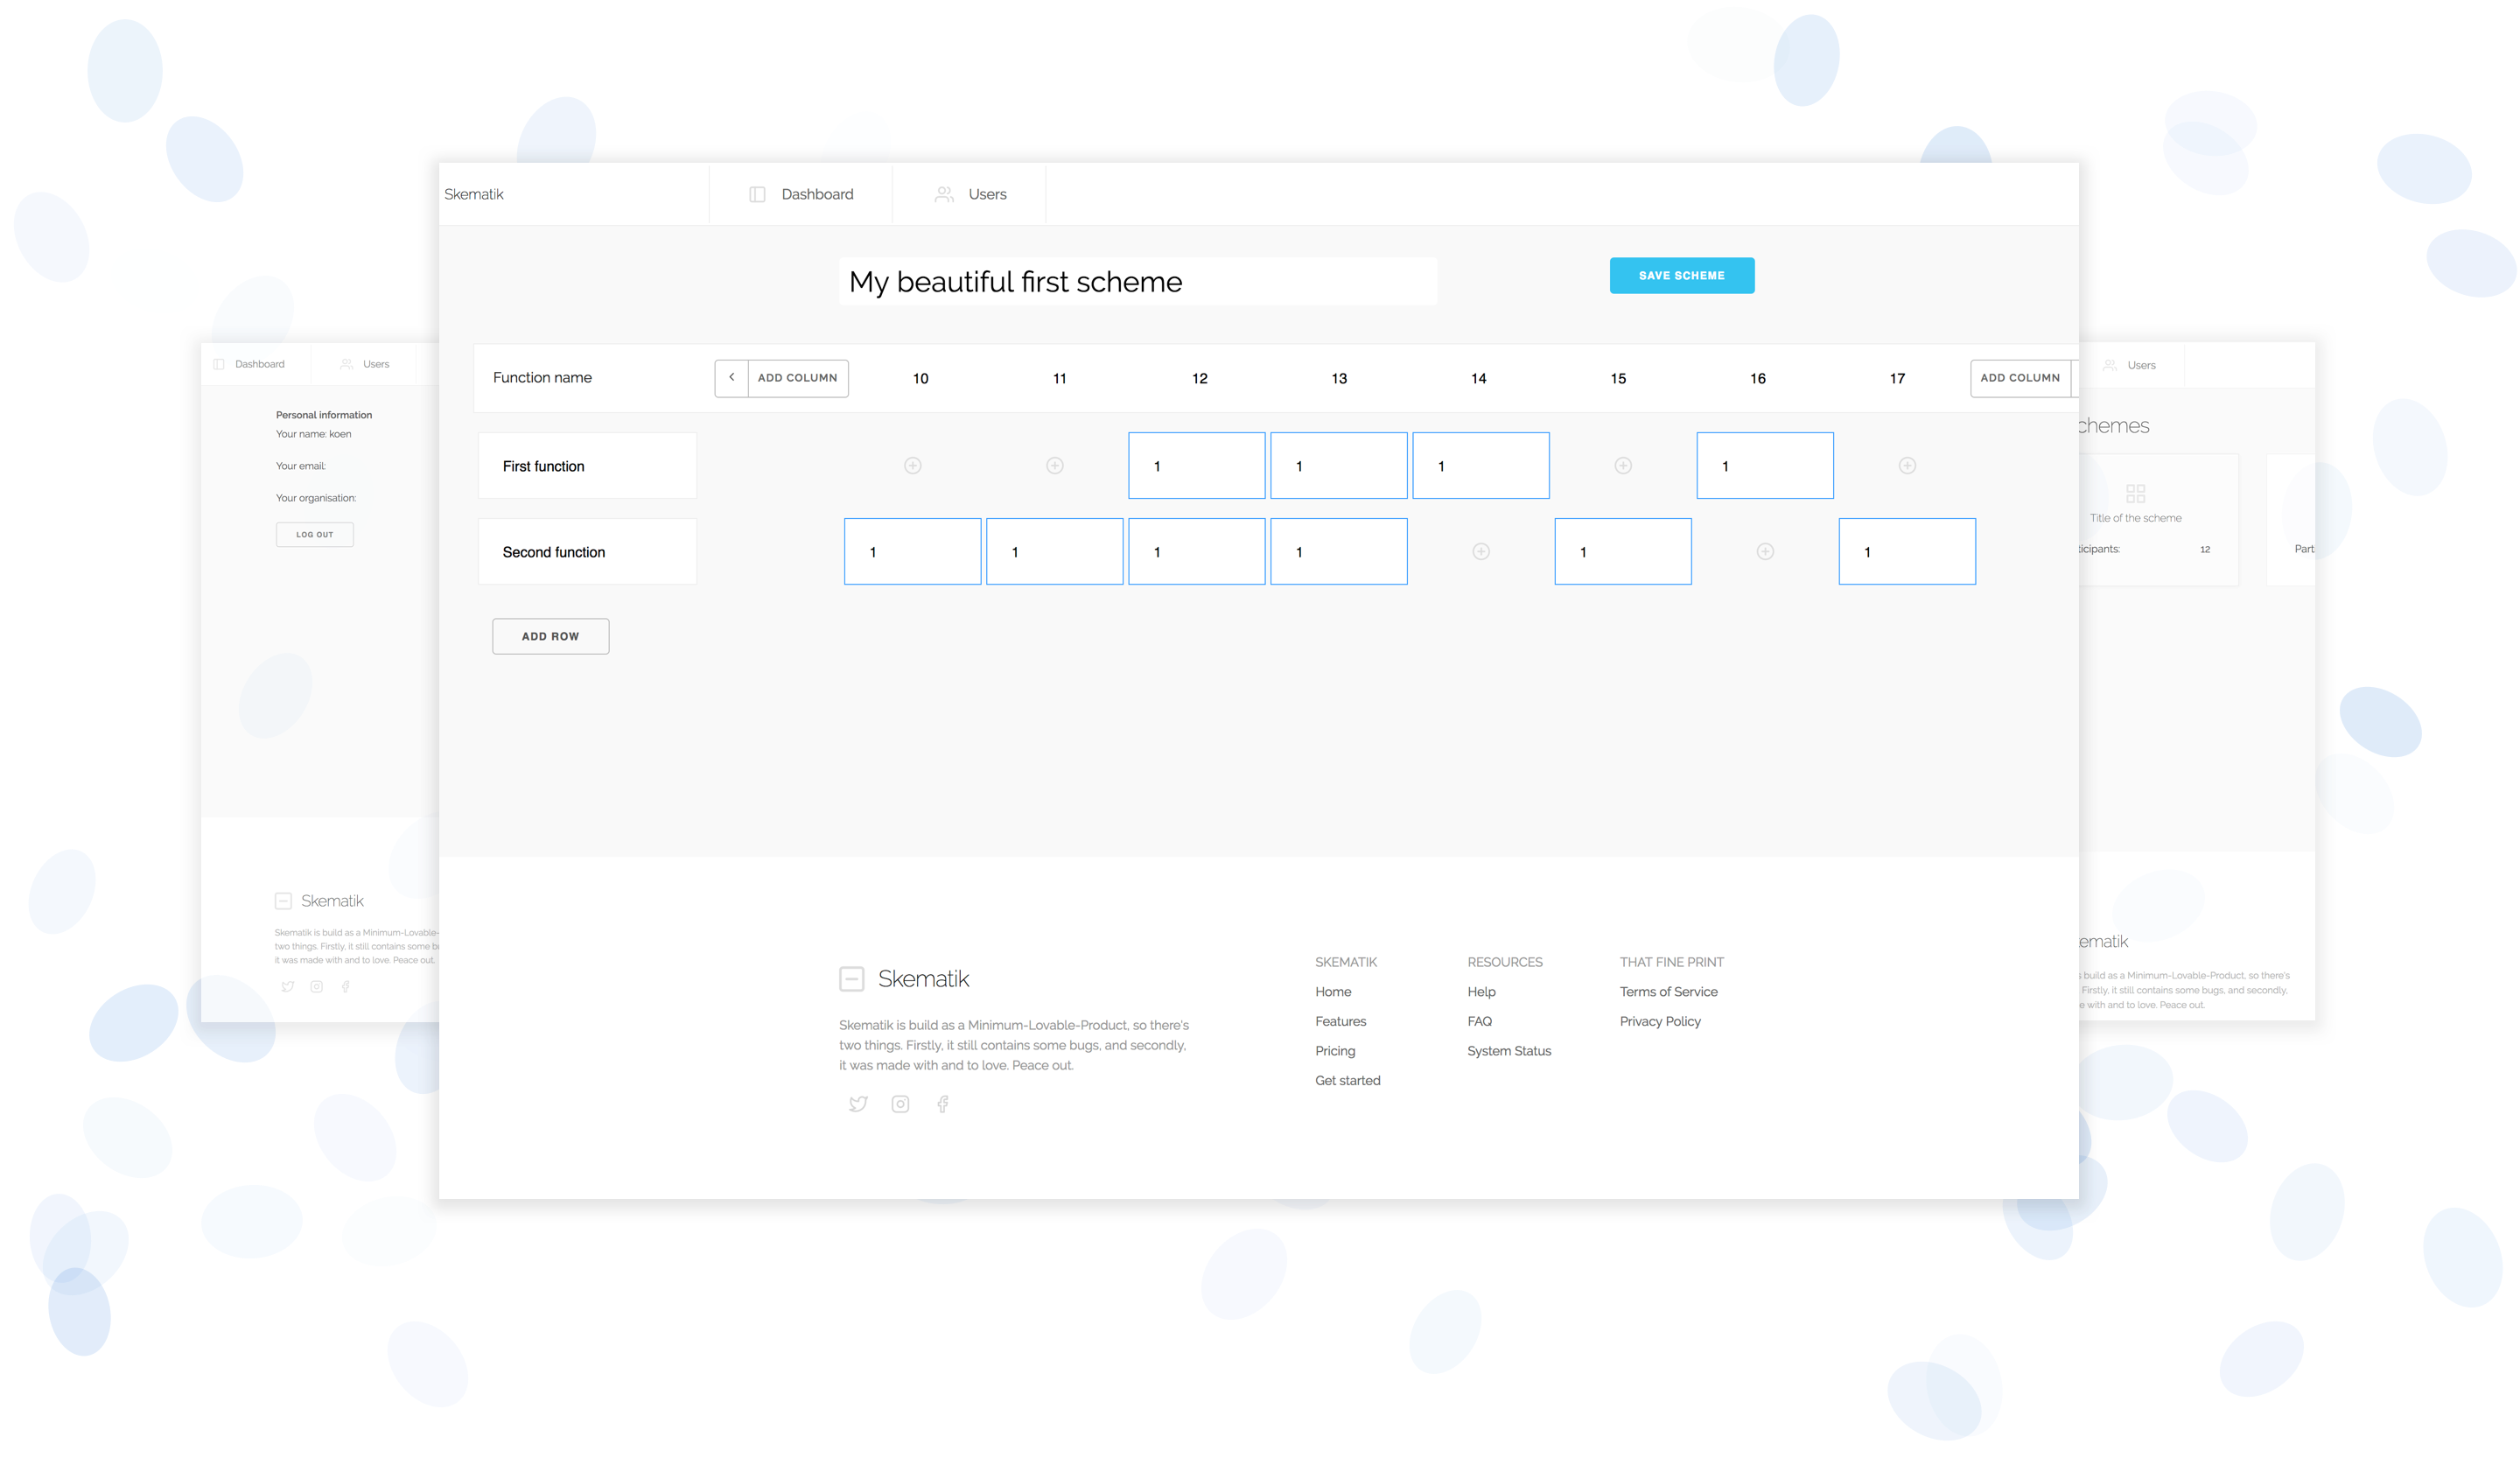 Skematik
Dashboard
Users
My beautiful first scheme
SAVE SCHEME
Function name
ADD COLUMN
10
11
12
13
14
15
16
17
ADD COLUMN
First function
1
1
1
1
Second function
1
1
1
1
1
1
ADD ROW
Skematik
Skematik is build as a Minimum-Lovable-Product, so there's
two things. Firstly, it still contains some bugs, and secondly,
it was made with and to love. Peace out.
SKEMATIK
Home
Features
Pricing
Get started
RESOURCES
Help
FAQ
System Status
THAT FINE PRINT
Terms of Service
Privacy Policy
Dashboard
Users
Personal information
Your name: koen
Your email:
Your organisation:
LOG OUT
Skematik
Skematik is build as a Minimum-Lovable-
two things. Firstly, it still contains some
it was made with and to love. Peace out.
Users
chemes
Title of the scheme
ticipants:
12
Part
ematik
build as a Minimum-Lovable-Product, so there's
Firstly, it still contains some bugs, and secondly,
with and to love. Peace out.